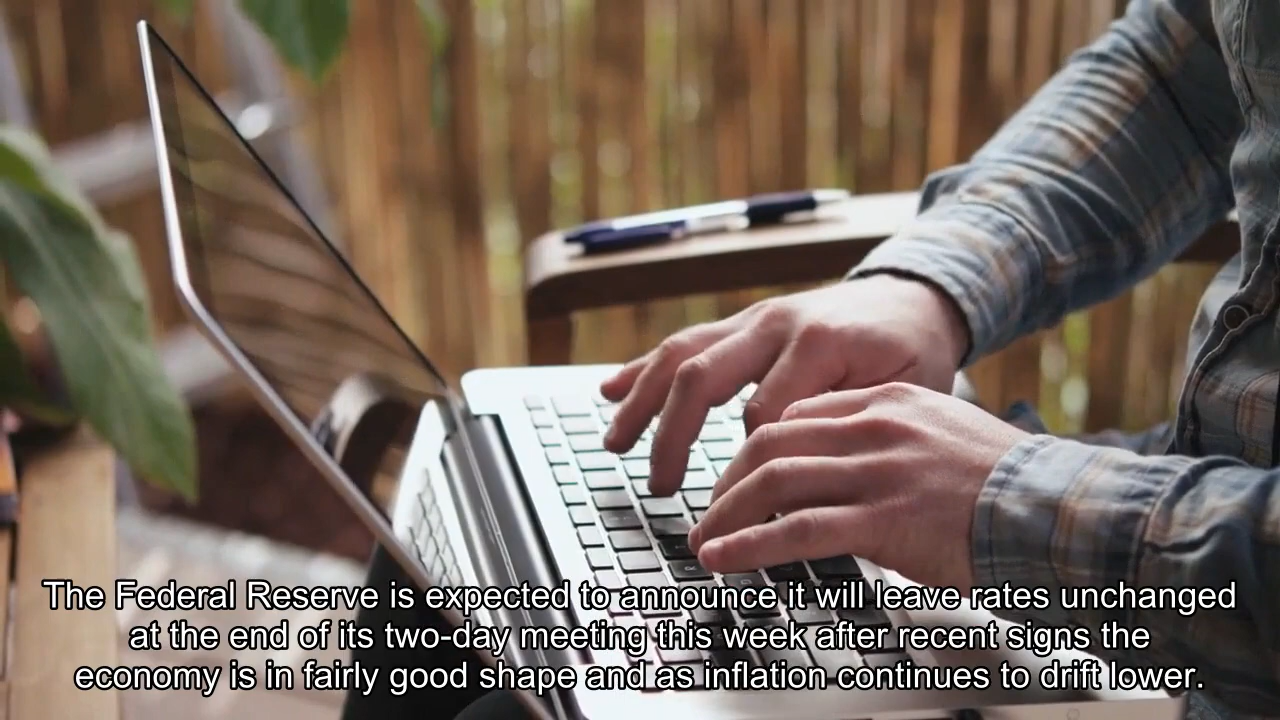 The Federal Reserve is expected to announce it will leave rates unchanged
at the end of its two-day meeting this week after recent signs the
economy is in fairly good shape and as inflation continues to drift lower.